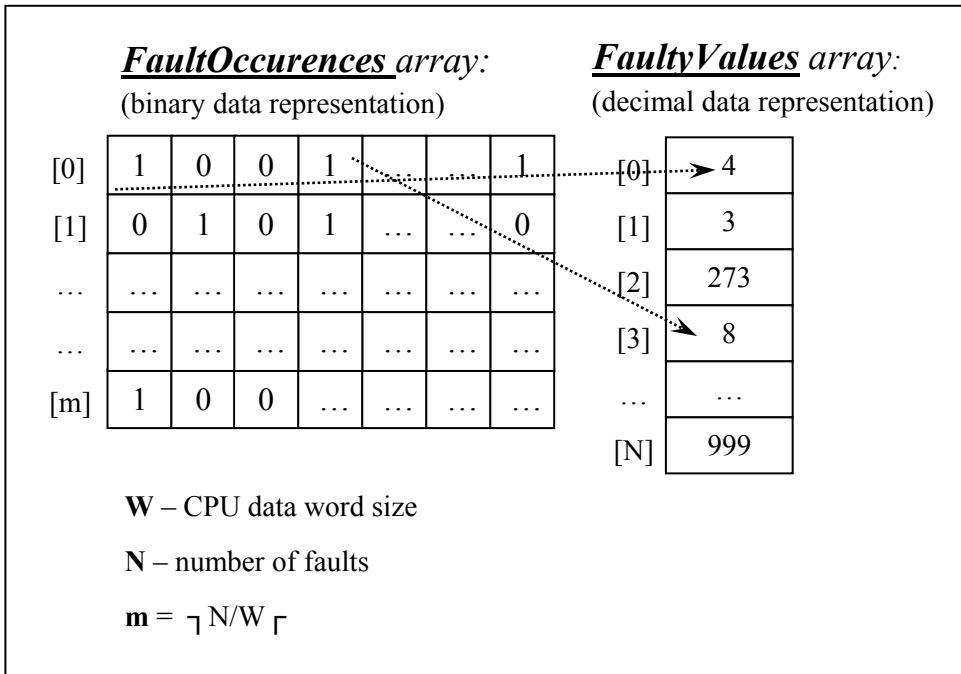 FaultOccurences array:
(binary data representation)
[0] 1 0 0 1 … … 1
[1] 0 1 0 1 … … 0
… … … … … … … …
… … … … … … … …
[m] 1 0 0 … … … …
FaultyValues array:
(decimal data representation)
[0] 4
[1] 3
[2] 273
[3] 8
… …
[N] 999
W – CPU data word size
N – number of faults
m = ┐N/W┌